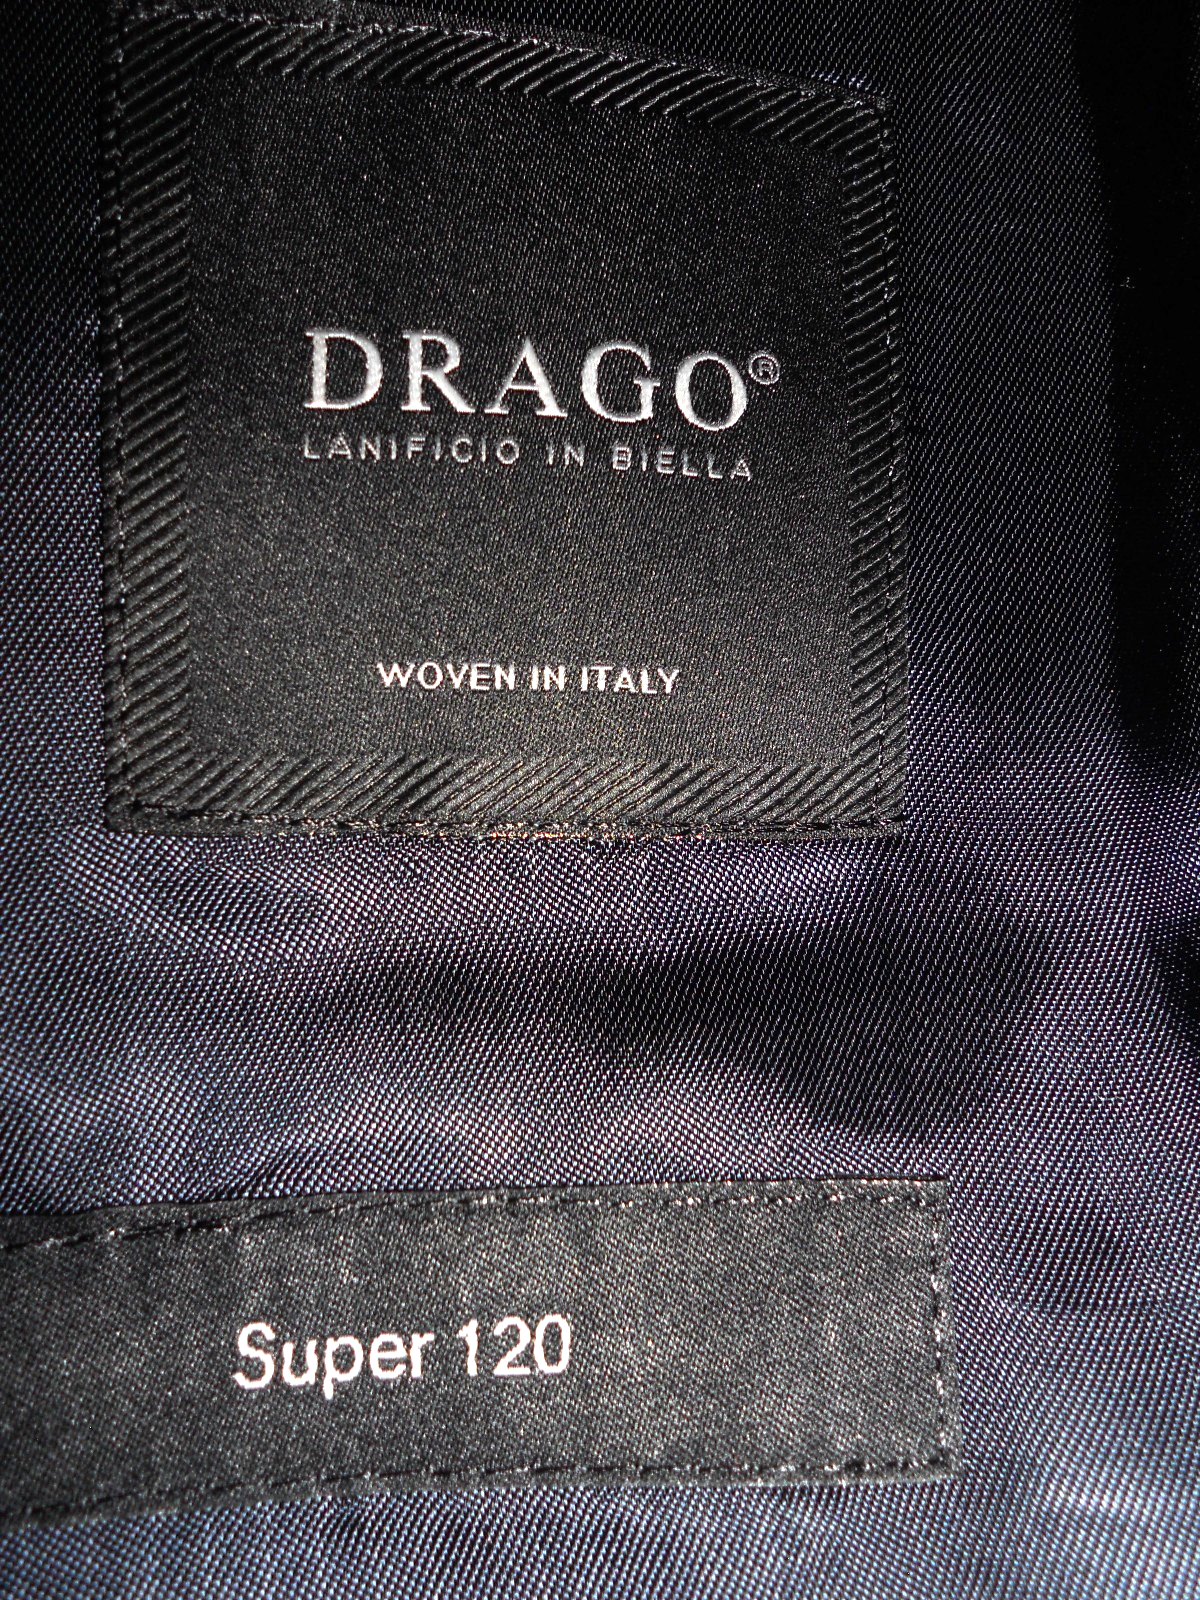 DRAGO®
LANIFICIO IN BIELLA
WOVEN IN ITALY
Super 120